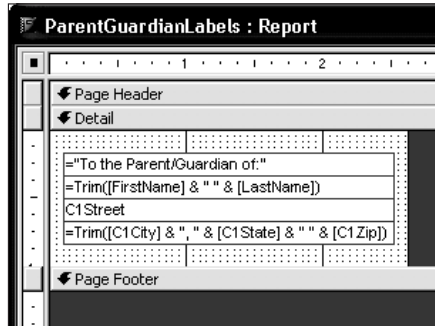 ParentGuardianLabels : Report
1 2
Page Header
Detail
="To the Parent/Guardian of:"
=Trim([FirstName] & " " & [LastName])
C1Street
=Trim([C1City] & ", " & [C1State] & " " & [C1Zip])
Page Footer